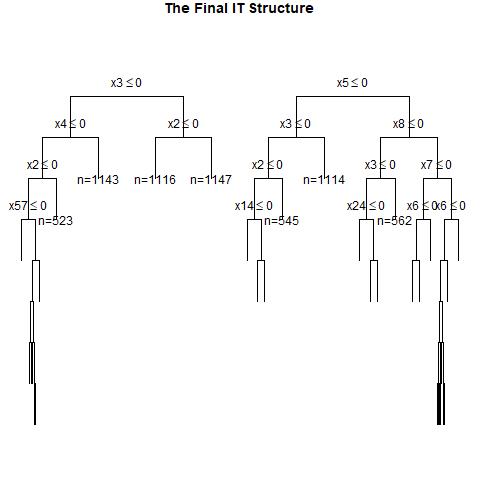 The Final IT Structure
x3 ≤ 0
x5 ≤ 0
x4 ≤ 0
x2 ≤ 0
x3 ≤ 0
x8 ≤ 0
x2 ≤ 0
n=1143
n=1116
n=1147
x2 ≤ 0
n=1114
x3 ≤ 0
x7 ≤ 0
x57 ≤ 0
n=523
x14 ≤ 0
n=545
x24 ≤ 0
n=562
x6 ≤ 0
x6 ≤ 0